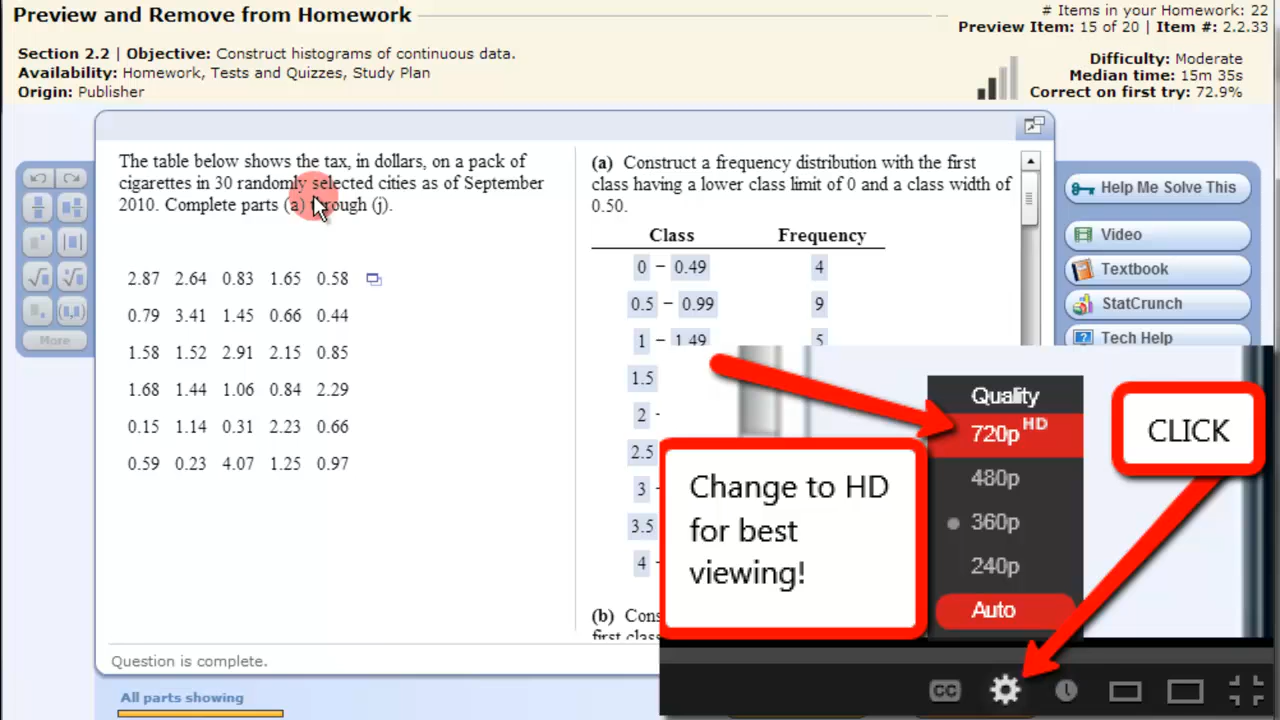 Preview and Remove from Homework
# Items in your Homework: 22
Preview Item: 15 of 20 | Item #: 2.2.33
Section 2.2 | Objective: Construct histograms of continuous data.
Availability: Homework, Tests and Quizzes, Study Plan
Origin: Publisher
Difficulty: Moderate
Median time: 15m 35s
Correct on first try: 72.9%
The table below shows the tax, in dollars, on a pack of
cigarettes in 30 randomly selected cities as of September
2010. Complete parts (a) through (j).
2.87 2.64 0.83 1.65 0.58
0.79 3.41 1.45 0.66 0.44
1.58 1.52 2.91 2.15 0.85
1.68 1.44 1.06 0.84 2.29
0.15 1.14 0.31 2.23 0.66
0.59 0.23 4.07 1.25 0.97
(a) Construct a frequency distribution with the first
class having a lower class limit of 0 and a class width of
0.50.
Class Frequency
0 – 0.49 4
0.5 – 0.99 9
1 – 1.49 5
1.5
2 -
2.5
3 -
3.5
4 -
(b) Cons
first class
More
Help Me Solve This
Video
Textbook
StatCrunch
Tech Help
Quality
720p HD
480p
360p
240p
Auto
CLICK
Change to HD
for best
viewing!
CC
Question is complete.
All parts showing